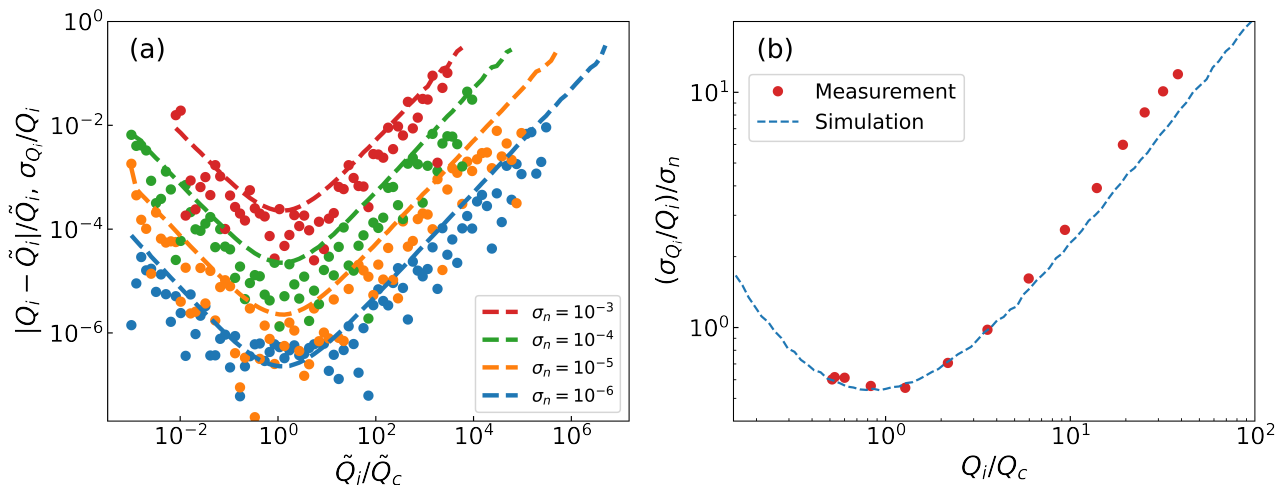 (a)
|Q_i − Q̃_i|/Q̃_i, σ_{Q_i}/Q_i
10^0
10^−2
10^−4
10^−6
σ_n = 10^−3
σ_n = 10^−4
σ_n = 10^−5
σ_n = 10^−6
10^−2 10^0 10^2 10^4 10^6
Q̃_i/Q̃_c
(b)
(σ_{Q_i}/Q_i)/σ_n
10^1
10^0
Measurement
Simulation
10^0 10^1 10^2
Q_i/Q_c